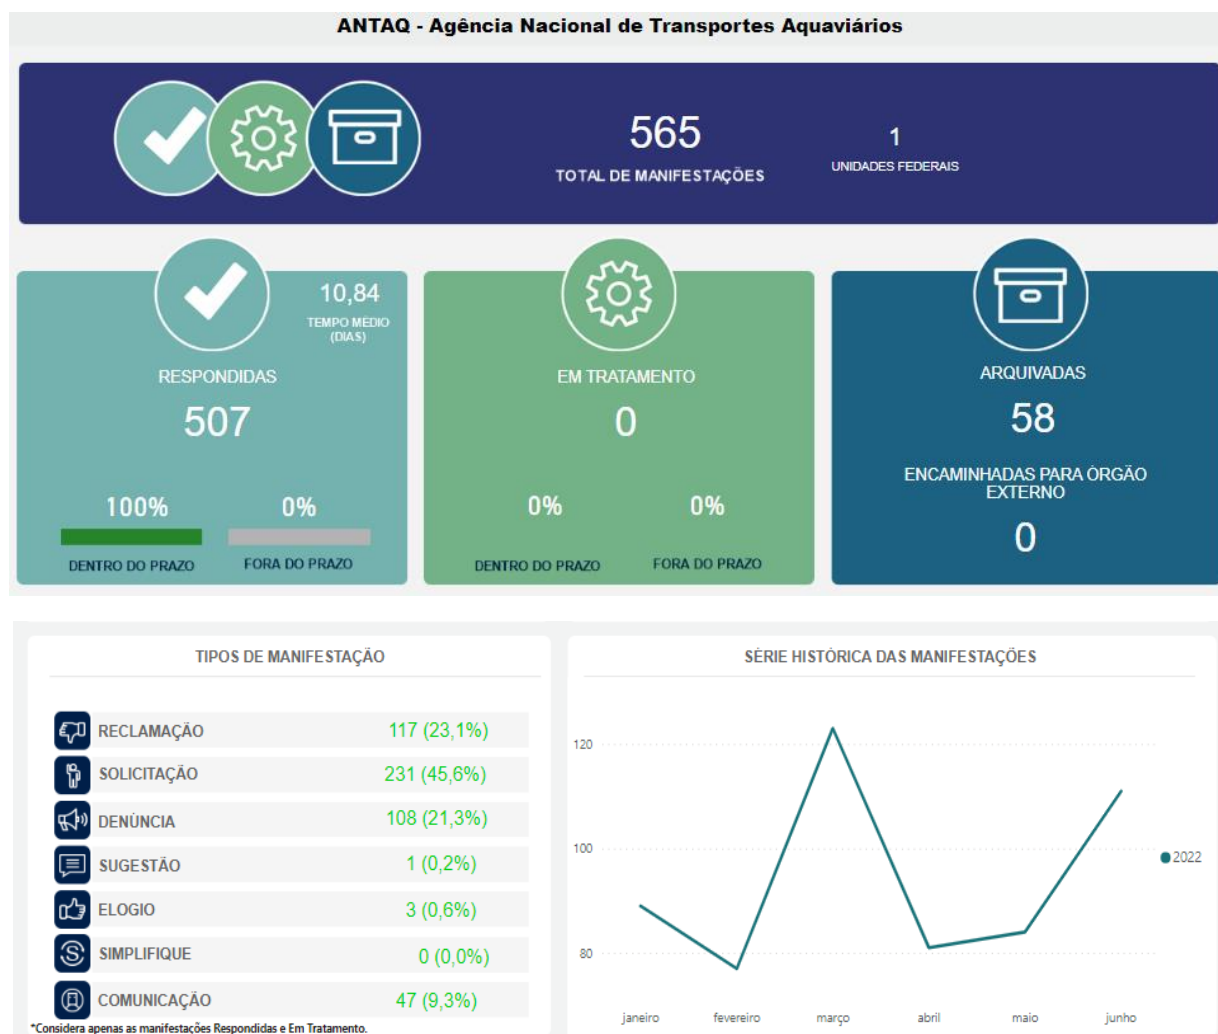 ANTAQ - Agência Nacional de Transportes Aquaviários
565
TOTAL DE MANIFESTAÇÕES
1
UNIDADES FEDERAIS
10,84
TEMPO MÉDIO
(DIAS)
RESPONDIDAS
507
100%
0%
DENTRO DO PRAZO
FORA DO PRAZO
EM TRATAMENTO
0
0%
0%
DENTRO DO PRAZO
FORA DO PRAZO
ARQUIVADAS
58
ENCAMINHADAS PARA ÓRGÃO
EXTERNO
0
TIPOS DE MANIFESTAÇÃO
RECLAMAÇÃO 117 (23,1%)
SOLICITAÇÃO 231 (45,6%)
DENÚNCIA 108 (21,3%)
SUGESTÃO 1 (0,2%)
ELOGIO 3 (0,6%)
SIMPLIFIQUE 0 (0,0%)
COMUNICAÇÃO 47 (9,3%)
*Considera apenas as manifestações Respondidas e Em Tratamento.
SÉRIE HISTÓRICA DAS MANIFESTAÇÕES
120
100
80
janeiro fevereiro março abril maio junho
2022